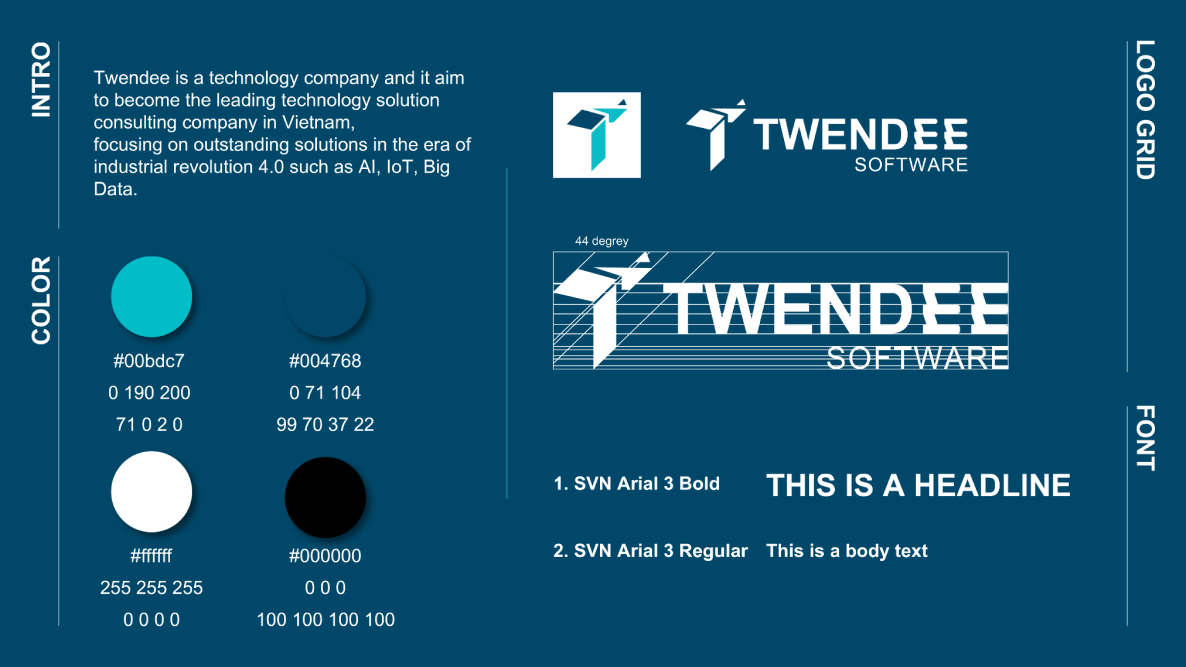 INTRO
Twendee is a technology company and it aim
to become the leading technology solution
consulting company in Vietnam,
focusing on outstanding solutions in the era of
industrial revolution 4.0 such as AI, IoT, Big
Data.
COLOR
#00bdc7
0 190 200
71 0 2 0
#004768
0 71 104
99 70 37 22
#ffffff
255 255 255
0 0 0 0
#000000
0 0 0
100 100 100 100
LOGO GRID
TWENDEE
SOFTWARE
44 degrey
TWENDEE
SOFTWARE
FONT
1. SVN Arial 3 Bold
THIS IS A HEADLINE
2. SVN Arial 3 Regular
This is a body text